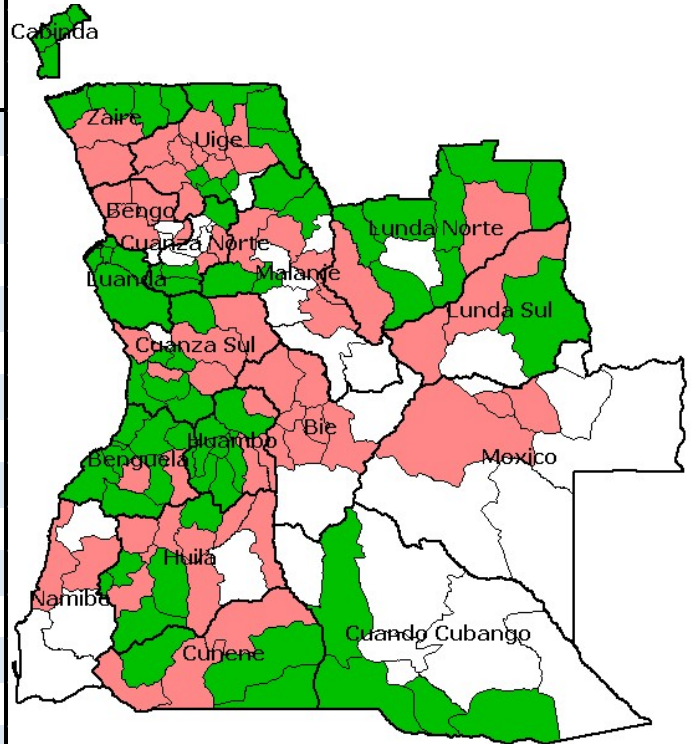 Cabinda
Zaire
Uige
Bengo
Cuanza Norte
Lunda Norte
Luanda
Malanje
Lunda Sul
Cuanza Sul
Bie
Huambo
Benguela
Moxico
Huila
Namibe
Cuando Cubango
Cunene